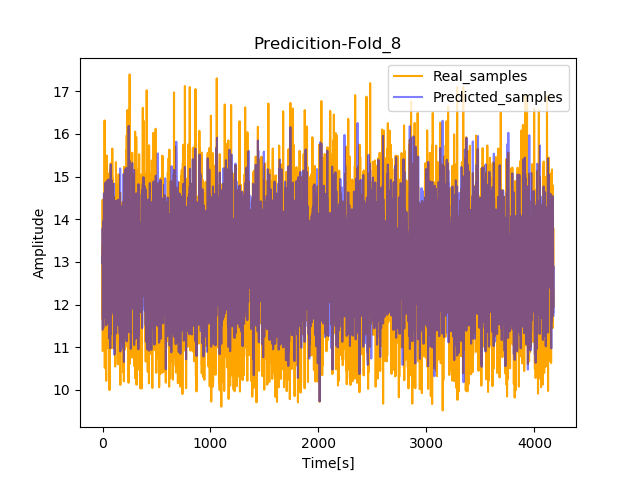 Predicition-Fold_8
Real_samples
Predicted_samples
17
16
15
14
13
12
11
10
Amplitude
0
1000
2000
3000
4000
Time[s]